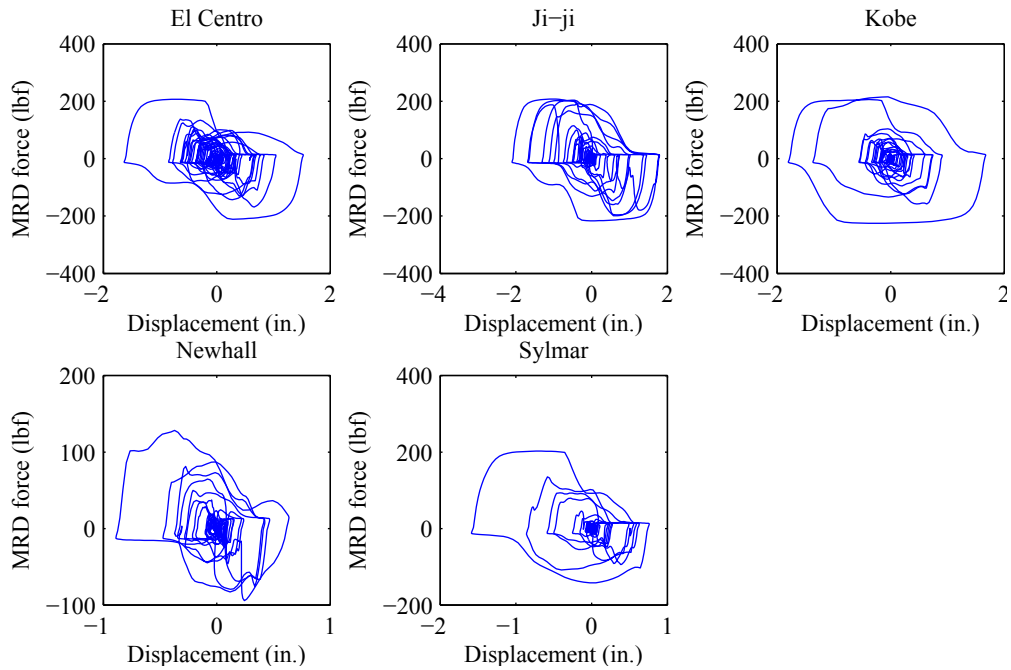 El Centro
Ji−ji
Kobe
400
200
0
−200
−400
MRD force (lbf)
−2
0
2
Displacement (in.)
400
200
0
−200
−400
MRD force (lbf)
−4
−2
0
2
Displacement (in.)
400
200
0
−200
−400
MRD force (lbf)
−2
0
2
Displacement (in.)
Newhall
200
100
0
−100
MRD force (lbf)
−1
0
1
Displacement (in.)
Sylmar
400
200
0
−200
MRD force (lbf)
−2
−1
0
1
Displacement (in.)